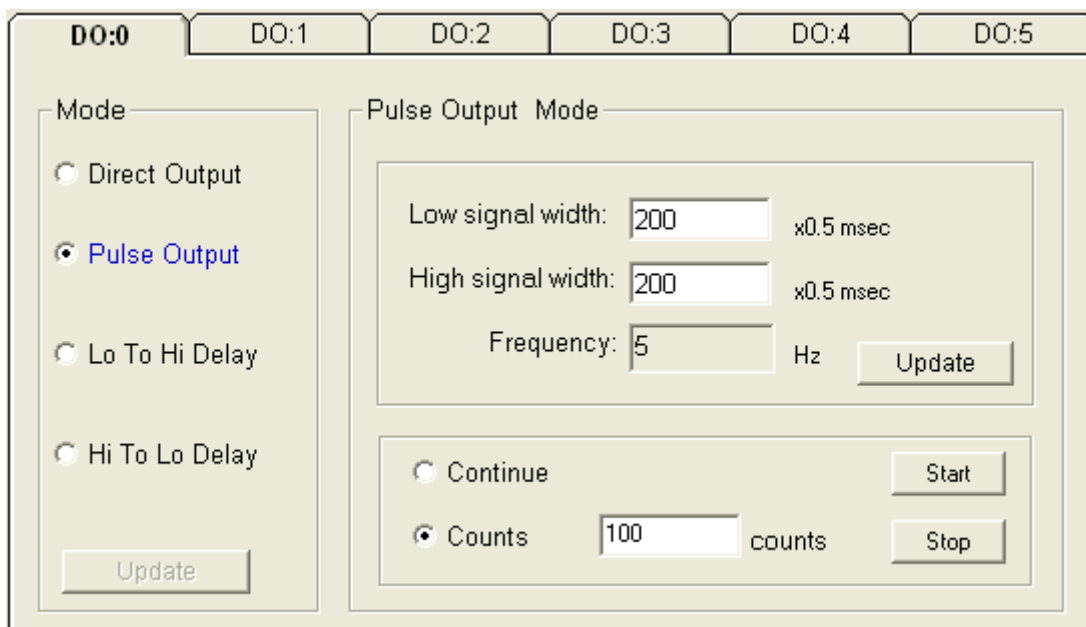 DO:0 DO:1 DO:2 DO:3 DO:4 DO:5
Mode
Direct Output
Pulse Output
Lo To Hi Delay
Hi To Lo Delay
Update
Pulse Output Mode
Low signal width: 200 x0.5 msec
High signal width: 200 x0.5 msec
Frequency: 5 Hz Update
Continue Start
Counts 100 counts Stop